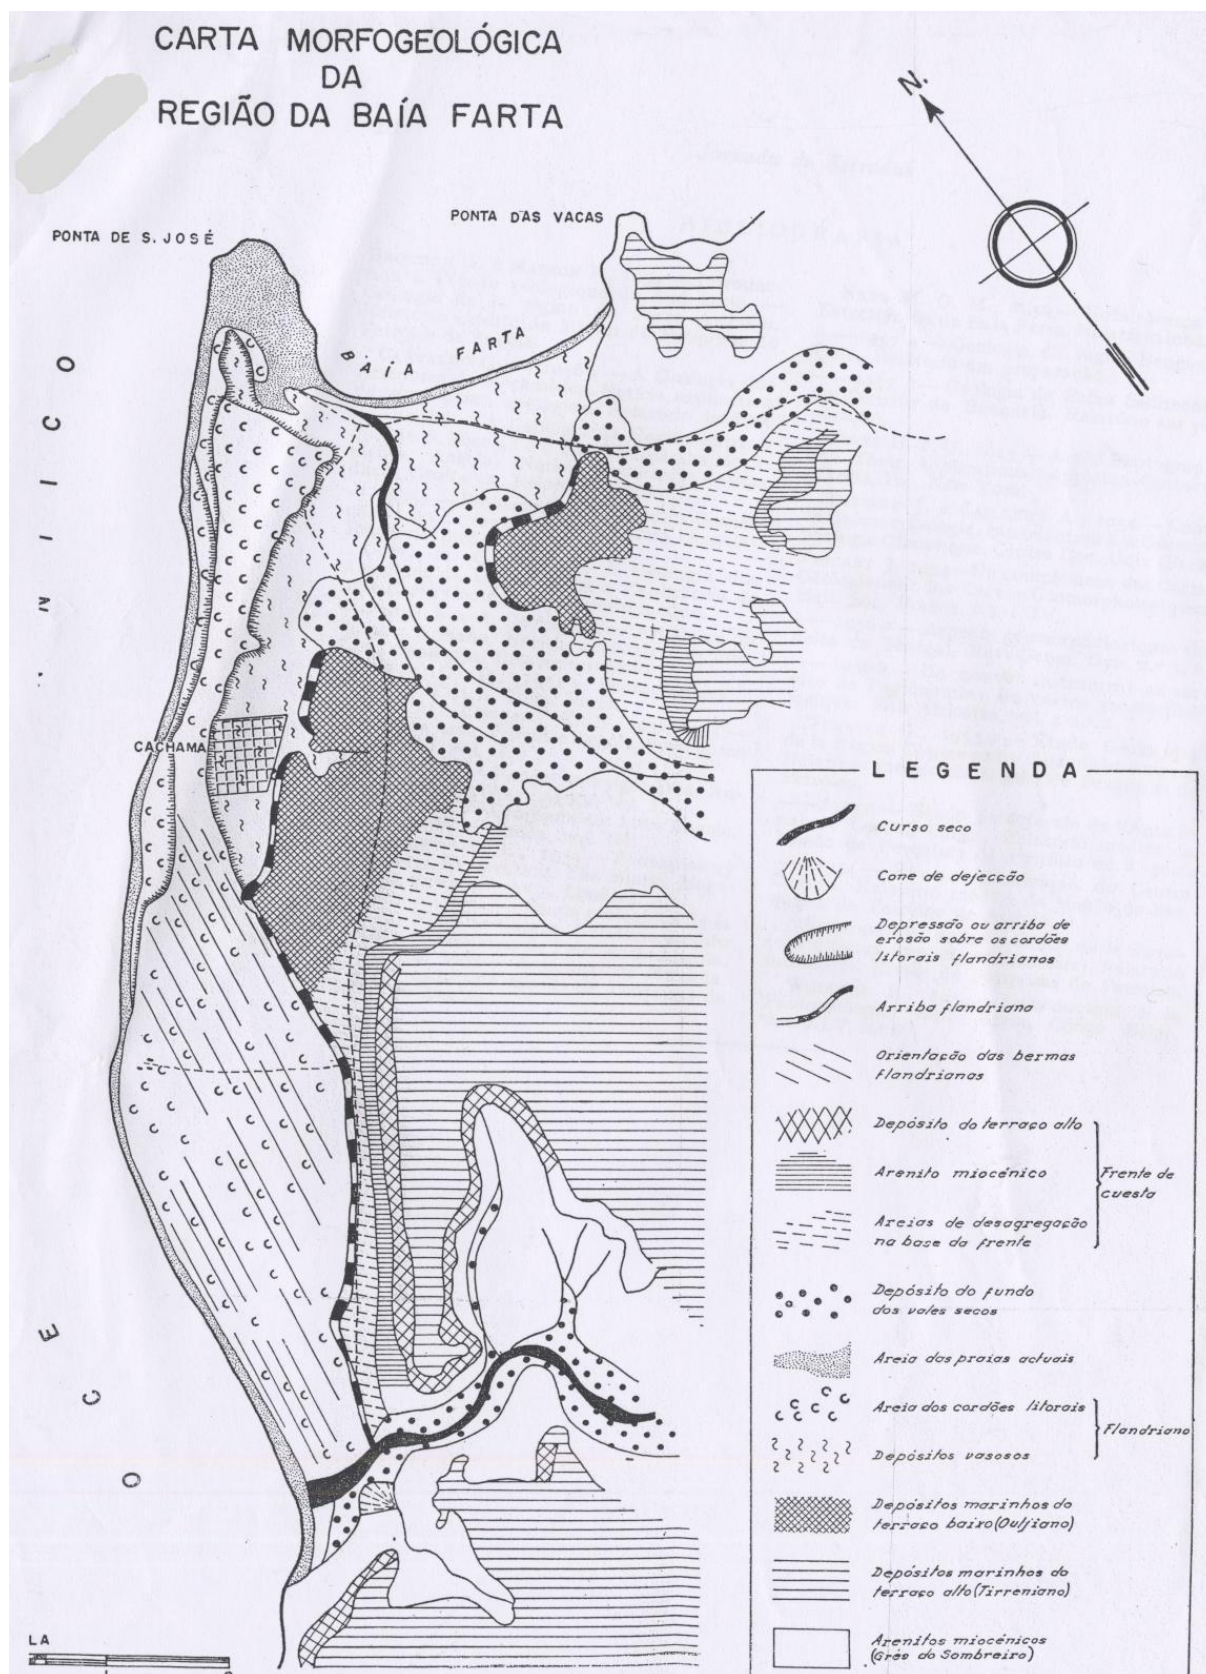 CARTA MORFOGEOLÓGICA
DA
REGIÃO DA BAÍA FARTA
N.
PONTA DAS VACAS
PONTA DE S. JOSÉ
BAÍA FARTA
CACHAMA
OCE
NICO
LEGENDA
Curso seco
Cone de dejecção
Depressão ou arriba de
erosão sobre os cordões
litorais flandrianos
Arriba flandriana
Orientação das bermas
flandrianas
Depósito do terraço alto
Arenito miocénico
Frente de
cuesta
Areias de desagregação
na base da frente
Depósito do fundo
dos vales secos
Areia das praias actuais
Areia dos cordões litorais
Flandriano
Depósitos vasosos
Depósitos marinhos do
terraço baixo (Ouljiano)
Depósitos marinhos do
terraço alto (Tirreniano)
Arenitos miocénicos
(Grés do Sombreiro)
LA